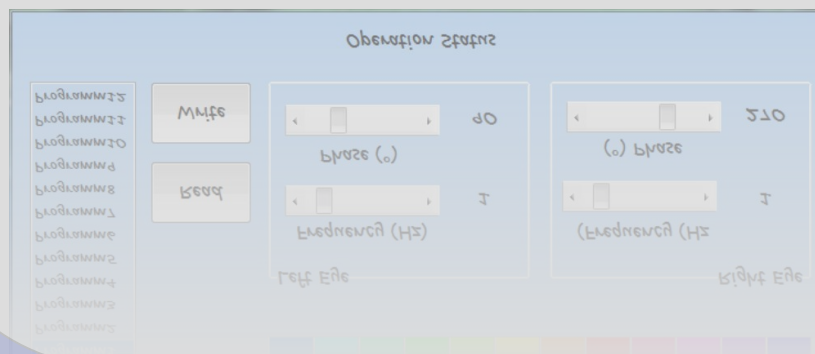 Operation Status
Programm12
Programm11
Programm10
Programm9
Programm8
Programm7
Programm6
Programm5
Programm4
Programm3
Programm2
Write
Read
90
Phase (°)
1
Frequency (Hz)
Left Eye
270
(°) Phase
1
(Frequency (Hz
Right Eye